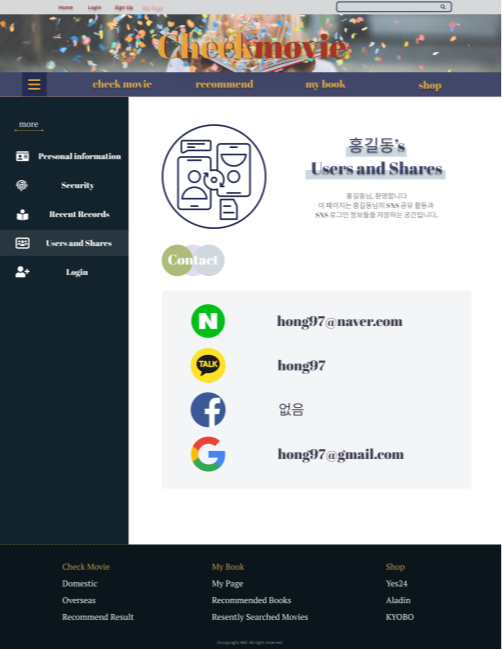 Home Login Sign Up My Page
Checkmovie
check movie recommend my book shop
more
Personal information
Security
Recent Records
Users and Shares
Login
홍길동's
Users and Shares
홍길동님, 환영합니다
이 페이지는 홍길동님의 SNS 공유 활동과
SNS 로그인 정보들을 저장하는 공간입니다.
Contact
N hong97@naver.com
TALK hong97
f 없음
G hong97@gmail.com
Check Movie My Book Shop
Domestic My Page Yes24
Overseas Recommended Books Aladin
Recommend Result Resently Searched Movies KYOBO